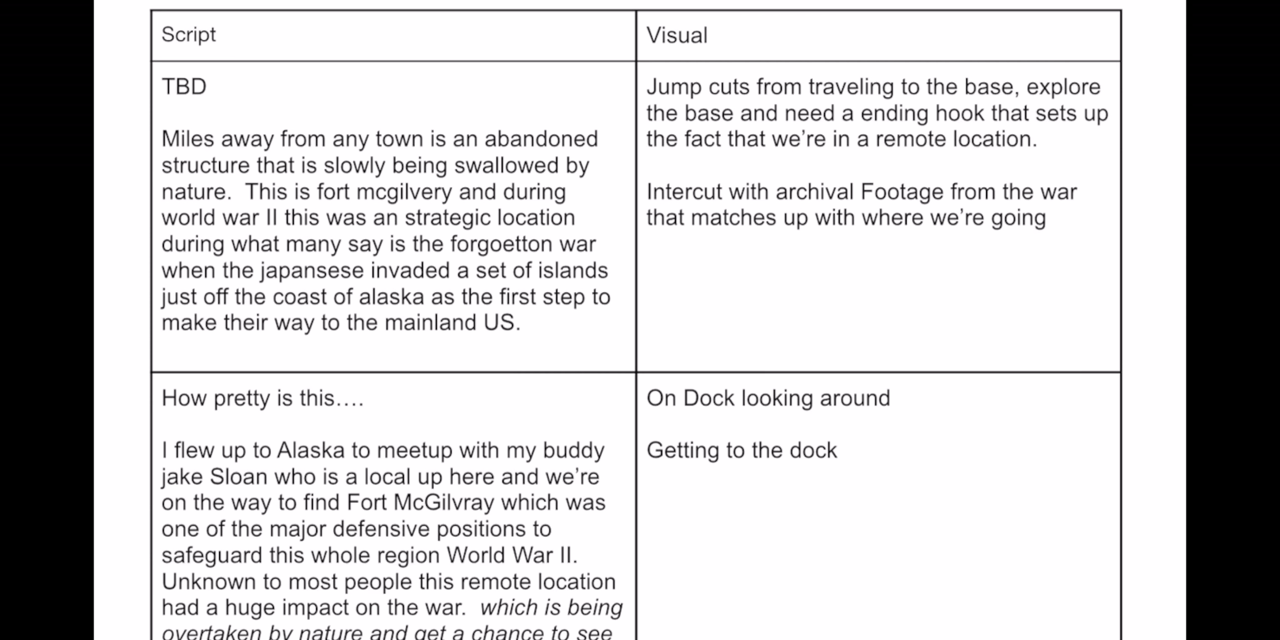 Script
Visual
TBD
Miles away from any town is an abandoned
structure that is slowly being swallowed by
nature.  This is fort mcgilvery and during
world war II this was an strategic location
during what many say is the forgoetton war
when the japansese invaded a set of islands
just off the coast of alaska as the first step to
make their way to the mainland US.
Jump cuts from traveling to the base, explore
the base and need a ending hook that sets up
the fact that we're in a remote location.
Intercut with archival Footage from the war
that matches up with where we're going
How pretty is this….
I flew up to Alaska to meetup with my buddy
jake Sloan who is a local up here and we're
on the way to find Fort McGilvray which was
one of the major defensive positions to
safeguard this whole region World War II.
Unknown to most people this remote location
had a huge impact on the war.  which is being
overtaken by nature and get a chance to see
On Dock looking around
Getting to the dock